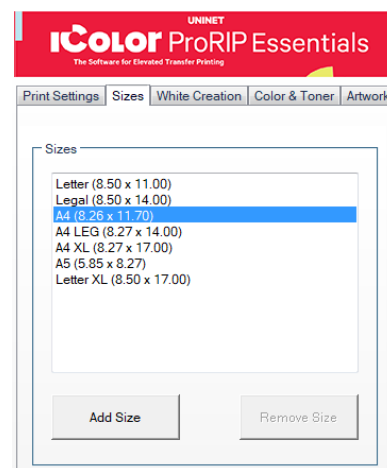 UNINET
IColor ProRIP Essentials
The Software for Elevated Transfer Printing
Print Settings Sizes White Creation Color & Toner Artwork
Sizes
Letter (8.50 x 11.00)
Legal (8.50 x 14.00)
A4 (8.26 x 11.70)
A4 LEG (8.27 x 14.00)
A4 XL (8.27 x 17.00)
A5 (5.85 x 8.27)
Letter XL (8.50 x 17.00)
Add Size Remove Size